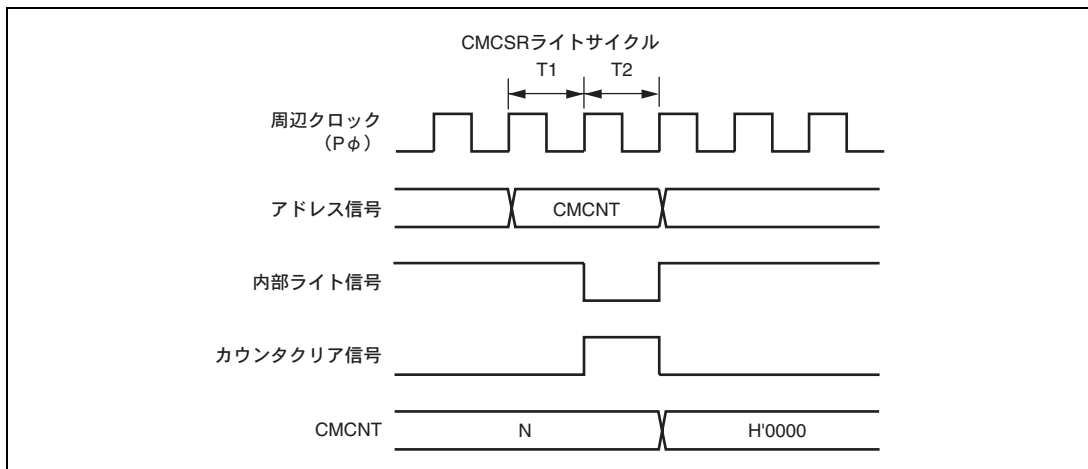 CMCSRライトサイクル
T1 T2
周辺クロック
（Pφ）
アドレス信号 CMCNT
内部ライト信号
カウンタクリア信号
CMCNT N H'0000